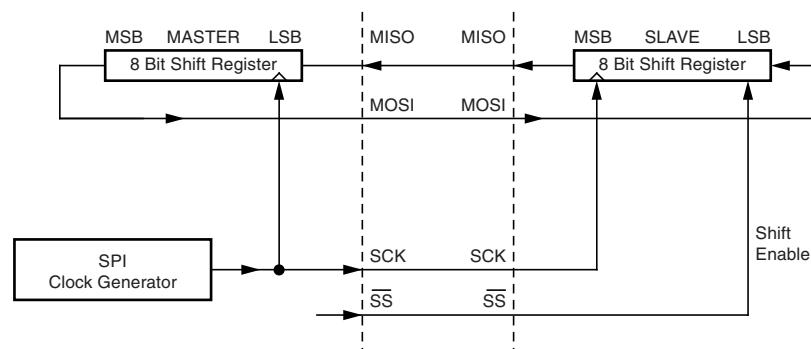 MSB MASTER LSB MISO MISO MSB SLAVE LSB
8 Bit Shift Register 8 Bit Shift Register
MOSI MOSI
SPI
Clock Generator
SCK SCK
Shift
Enable
SS SS